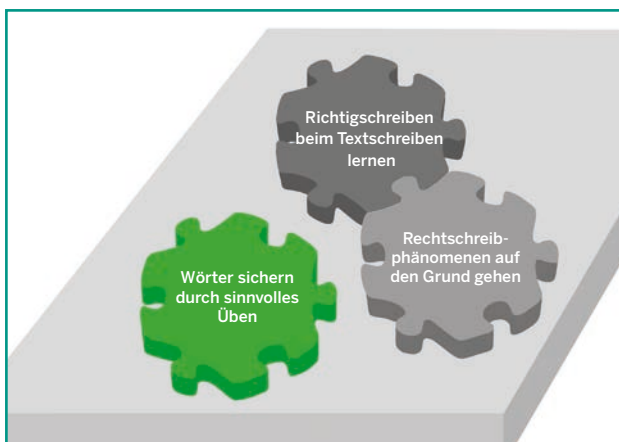 Richtigschreiben
beim Textschreiben
lernen
Rechtschreib-
phänomenen auf
den Grund gehen
Wörter sichern
durch sinnvolles
Üben